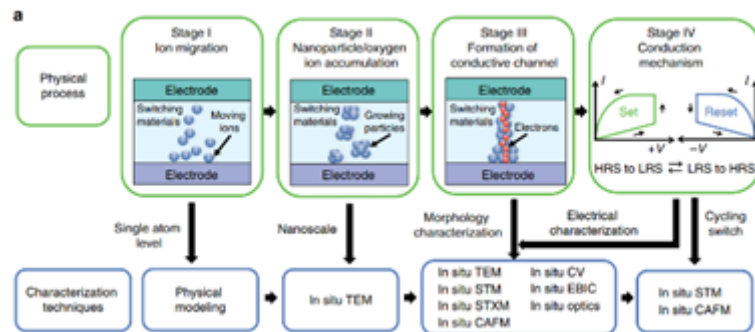 a
Physical
process
Stage I
Ion migration
Electrode
Switching
materials
Moving
ions
Electrode
Stage II
Nanoparticle/oxygen
ion accumulation
Electrode
Switching
materials
Growing
particles
Electrode
Stage III
Formation of
conductive channel
Electrode
Switching
materials
Electrons
Electrode
Stage IV
Conduction
mechanism
I
Set
+V
I
Reset
−V
HRS to LRS ⇄ LRS to HRS
Single atom
level
Nanoscale
Morphology
characterization
Electrical
characterization
Cycling
switch
Characterization
techniques
Physical
modeling
In situ TEM
In situ TEM
In situ STM
In situ STXM
In situ CAFM
In situ CV
In situ EBIC
In situ optics
In situ STM
In situ CAFM